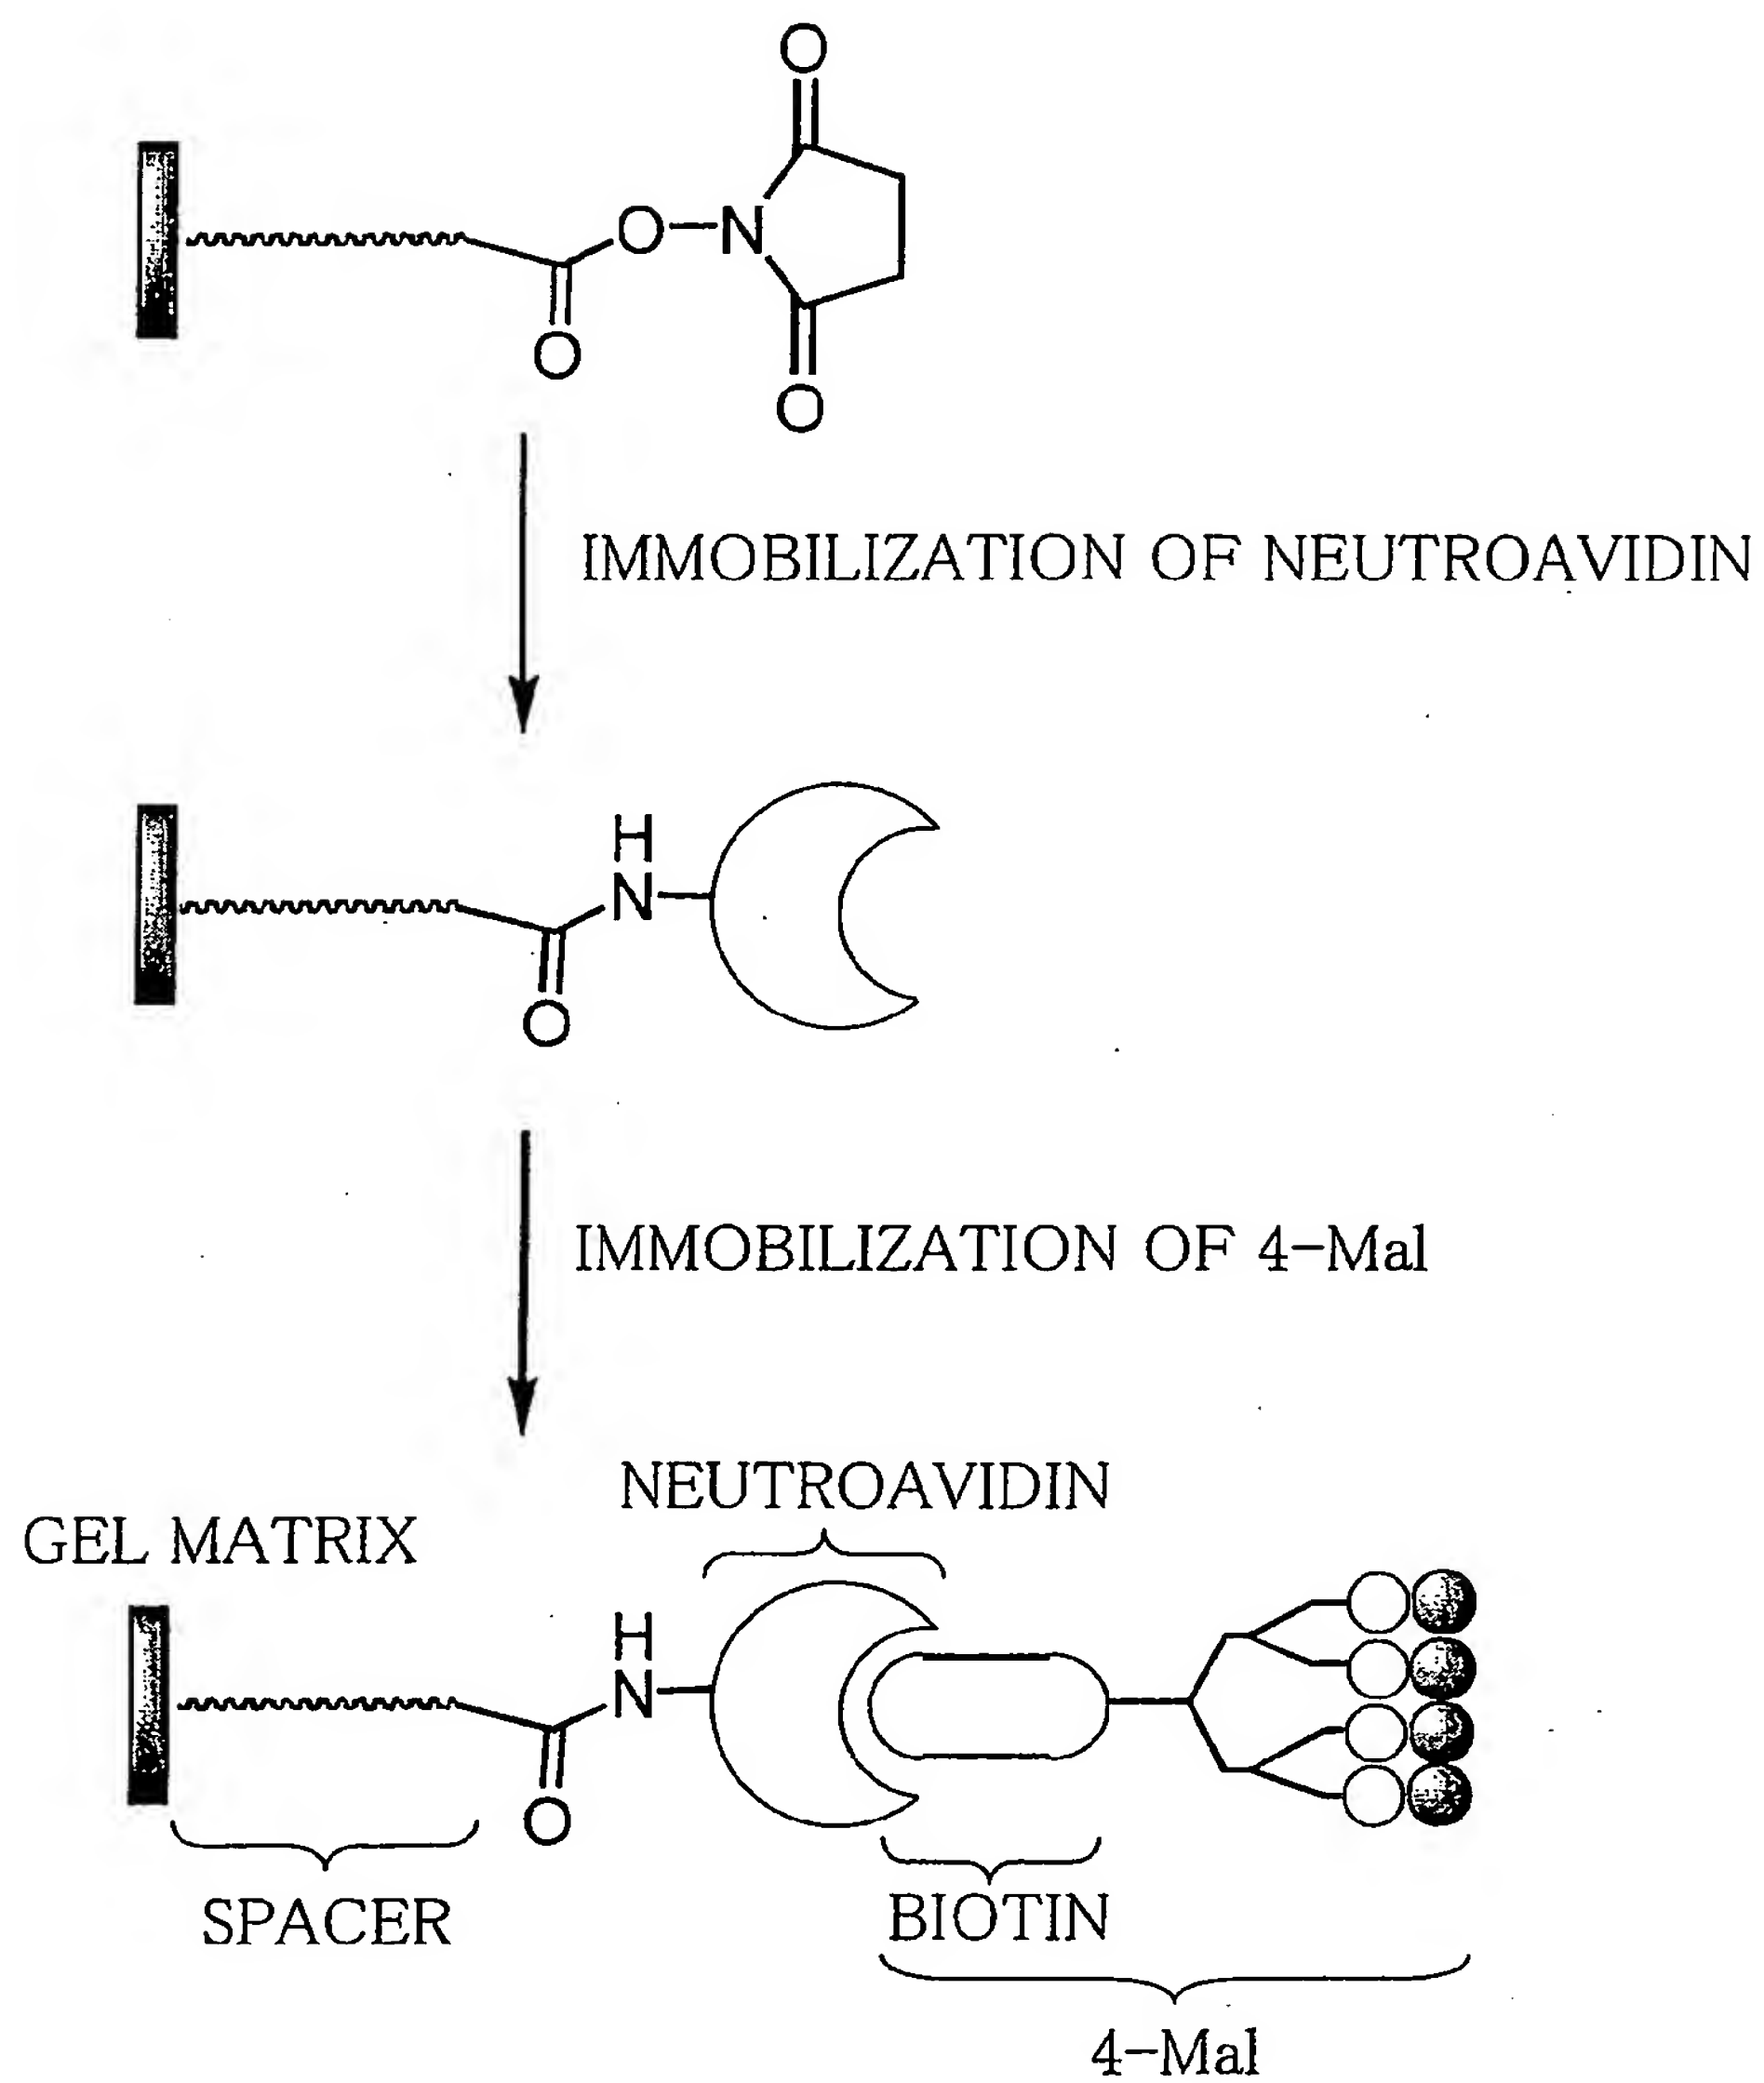 O
O—N
O
O
IMMOBILIZATION OF NEUTROAVIDIN
H
N
O
IMMOBILIZATION OF 4-Mal
NEUTROAVIDIN
GEL MATRIX
H
N
O
SPACER
BIOTIN
4-Mal